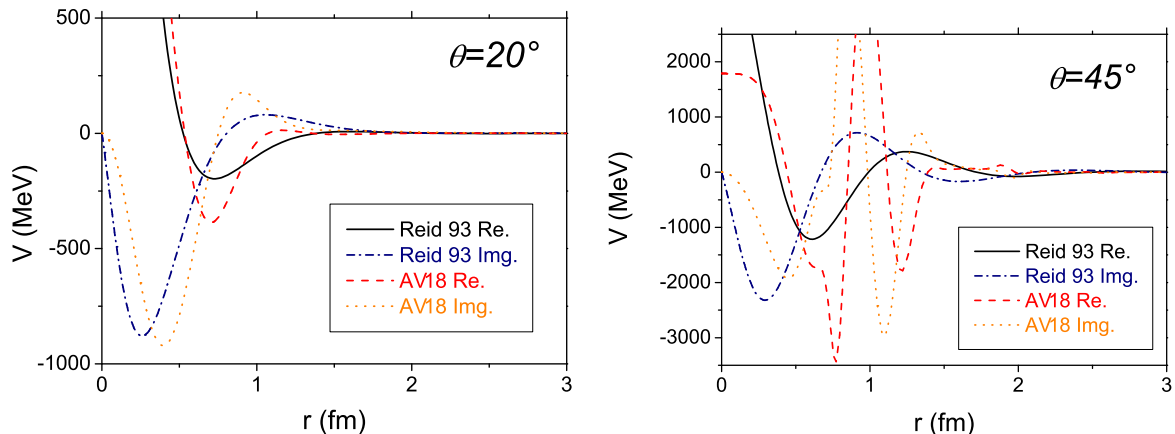 500
0
-500
-1000
0
1
2
3
V (MeV)
r (fm)
θ=20°
Reid 93 Re.
Reid 93 Img.
AV18 Re.
AV18 Img.
2000
1000
0
-1000
-2000
-3000
0
1
2
3
V (MeV)
r (fm)
θ=45°
Reid 93 Re.
Reid 93 Img.
AV18 Re.
AV18 Img.